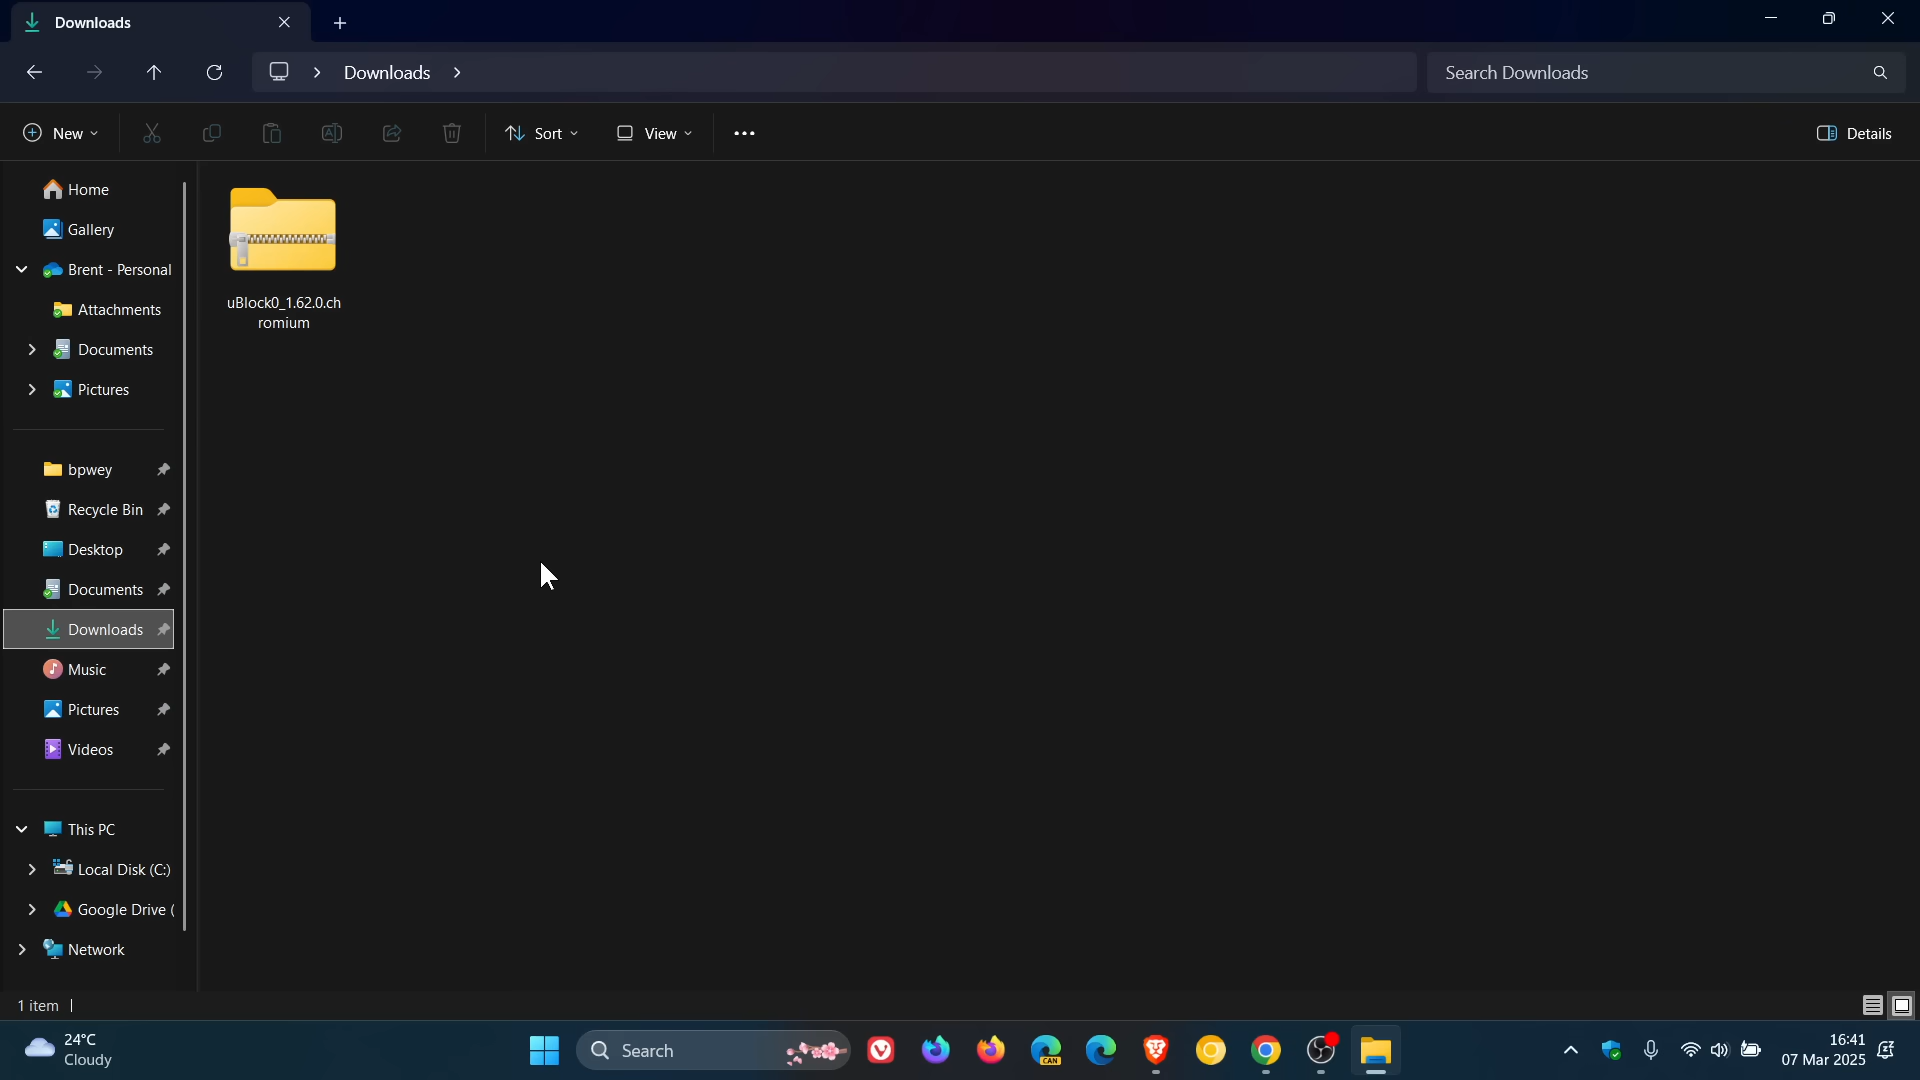 Downloads
Downloads
Search Downloads
New
Sort
View
Details
Home
Gallery
Brent - Personal
Attachments
Documents
Pictures
bpwey
Recycle Bin
Desktop
Documents
Downloads
Music
Pictures
Videos
This PC
Local Disk (C:)
Google Drive (
Network
uBlock0_1.62.0.ch
romium
1 item
24°C
Cloudy
Search
CAN
16:41
07 Mar 2025